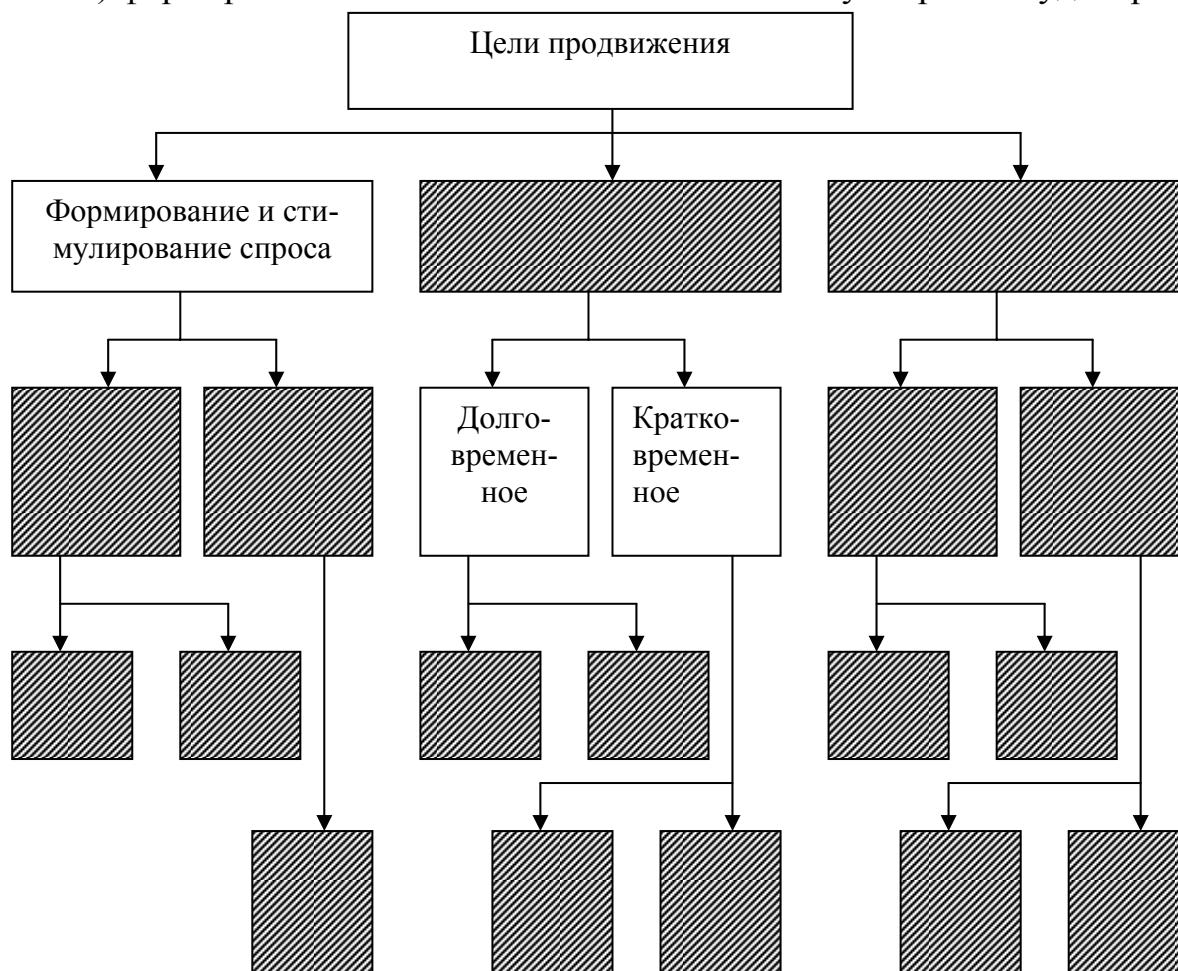 Цели продвижения
Формирование и сти-
мулирование спроса
Долго-
времен-
ное
Кратко-
времен-
ное